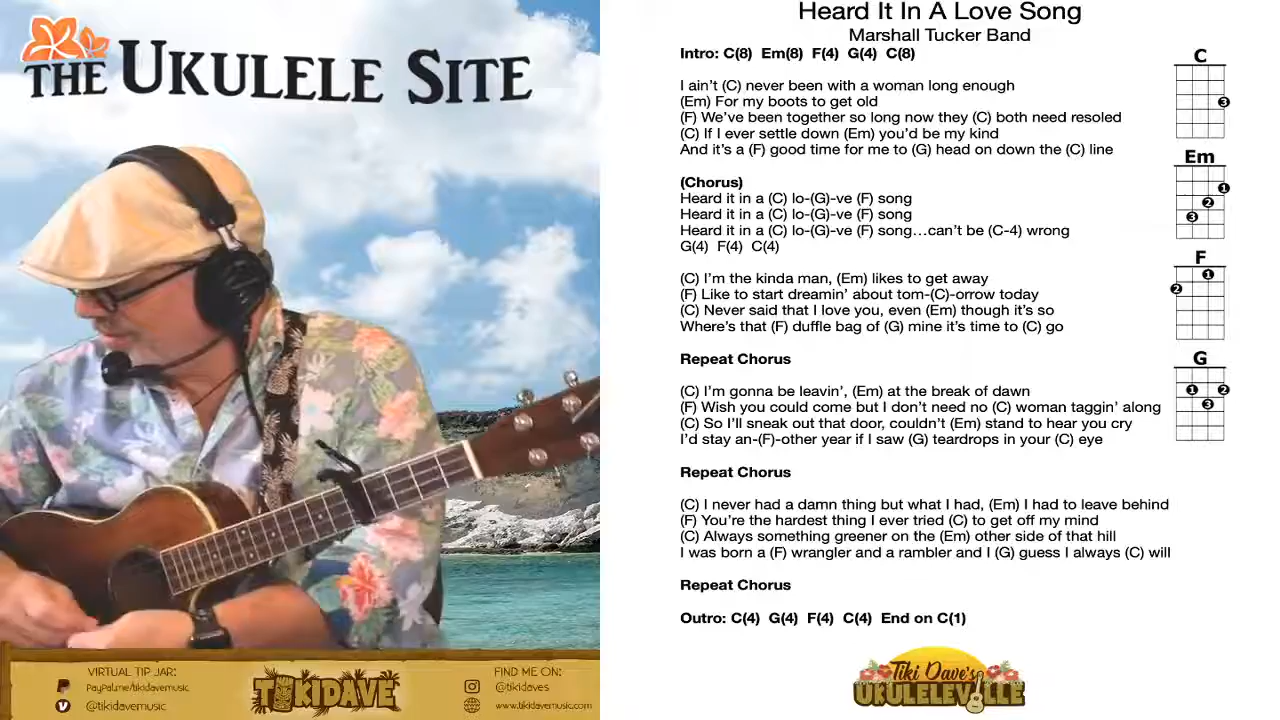 THE UKULELE SITE
VIRTUAL TIP JAR:
PayPal.me/tikidavemusic
@tikidavemusic
TIKIDAVE
FIND ME ON:
@tikidaves
www.tikidavemusic.com
Heard It In A Love Song
Marshall Tucker Band
Intro: C(8) Em(8) F(4) G(4) C(8)
I ain’t (C) never been with a woman long enough
(Em) For my boots to get old
(F) We’ve been together so long now they (C) both need resoled
(C) If I ever settle down (Em) you’d be my kind
And it’s a (F) good time for me to (G) head on down the (C) line
(Chorus)
Heard it in a (C) lo-(G)-ve (F) song
Heard it in a (C) lo-(G)-ve (F) song
Heard it in a (C) lo-(G)-ve (F) song…can’t be (C-4) wrong
G(4) F(4) C(4)
(C) I’m the kinda man, (Em) likes to get away
(F) Like to start dreamin’ about tom-(C)-orrow today
(C) Never said that I love you, even (Em) though it’s so
Where’s that (F) duffle bag of (G) mine it’s time to (C) go
Repeat Chorus
(C) I’m gonna be leavin’, (Em) at the break of dawn
(F) Wish you could come but I don’t need no (C) woman taggin’ along
(C) So I’ll sneak out that door, couldn’t (Em) stand to hear you cry
I’d stay an-(F)-other year if I saw (G) teardrops in your (C) eye
Repeat Chorus
(C) I never had a damn thing but what I had, (Em) I had to leave behind
(F) You’re the hardest thing I ever tried (C) to get off my mind
(C) Always something greener on the (Em) other side of that hill
I was born a (F) wrangler and a rambler and I (G) guess I always (C) will
Repeat Chorus
Outro: C(4) G(4) F(4) C(4) End on C(1)
C
3
Em
1
2
3
F
1
2
G
1 2
3
Tiki Dave's
UKULELEVILLE